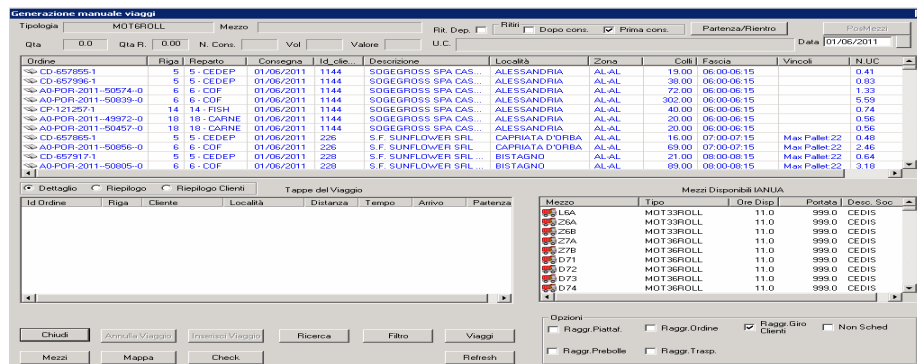 Generazione manuale viaggi
Tipologia MOT6ROLL Mezzo Rit. Dep. Ritiri Dopo cons. Prima cons. Partenza/Rientro PosMezzi
Qta 0.0 Qta R. 0.00 N. Cons. Vol Valore U.C. Data 01/06/2011
Ordine Riga Reparto Consegna Id_clie... Descrizione Località Zona Colli Fascia Vincoli N.UC
CD-657855-1 5 5 - CEDEP 01/06/2011 1144 SOGEGROSS SPA CAS... ALESSANDRIA AL-AL 19.00 06:00-06:15 0.41
CD-657996-1 5 5 - CEDEP 01/06/2011 1144 SOGEGROSS SPA CAS... ALESSANDRIA AL-AL 38.00 06:00-06:15 0.83
A0-POR-2011--50574--0 6 6 - COF 01/06/2011 1144 SOGEGROSS SPA CAS... ALESSANDRIA AL-AL 72.00 06:00-06:15 1.33
A0-POR-2011--50839--0 6 6 - COF 01/06/2011 1144 SOGEGROSS SPA CAS... ALESSANDRIA AL-AL 302.00 06:00-06:15 5.59
CP-121257-1 14 14 - FISH 01/06/2011 1144 SOGEGROSS SPA CAS... ALESSANDRIA AL-AL 40.00 06:00-06:15 0.74
A0-POR-2011--49972--0 18 18 - CARNE 01/06/2011 1144 SOGEGROSS SPA CAS... ALESSANDRIA AL-AL 20.00 06:00-06:15 0.56
A0-POR-2011--50457--0 18 18 - CARNE 01/06/2011 1144 SOGEGROSS SPA CAS... ALESSANDRIA AL-AL 20.00 06:00-06:15 0.56
CD-657865-1 5 5 - CEDEP 01/06/2011 226 S.F. SUNFLOWER SRL CAPRIATA D'ORBA AL-AL 16.00 07:00-07:15 Max Pallet:22 0.48
A0-POR-2011--50856--0 6 6 - COF 01/06/2011 226 S.F. SUNFLOWER SRL CAPRIATA D'ORBA AL-AL 69.00 07:00-07:15 Max Pallet:22 2.46
CD-657917-1 5 5 - CEDEP 01/06/2011 228 S.F. SUNFLOWER SRL ... BISTAGNO AL-AL 21.00 08:00-08:15 Max Pallet:22 0.64
A0-POR-2011--50805--0 6 6 - COF 01/06/2011 228 S.F. SUNFLOWER SRL ... BISTAGNO AL-AL 89.00 08:00-08:15 Max Pallet:22 3.18
Dettaglio Riepilogo Riepilogo Clienti Tappe del Viaggio
Id Ordine Riga Cliente Località Distanza Tempo Arrivo Partenza
Mezzi Disponibili IANUA
Mezzo Tipo Ore Disp Portata Desc. Soc
L6A MOT33ROLL 11.0 999.0 CEDIS
Z6A MOT33ROLL 11.0 999.0 CEDIS
Z6B MOT33ROLL 11.0 999.0 CEDIS
Z7A MOT36ROLL 11.0 999.0 CEDIS
Z7B MOT36ROLL 11.0 999.0 CEDIS
D71 MOT36ROLL 11.0 999.0 CEDIS
D72 MOT36ROLL 11.0 999.0 CEDIS
D73 MOT36ROLL 11.0 999.0 CEDIS
D74 MOT36ROLL 11.0 999.0 CEDIS
Chiudi Annulla Viaggio Inserisci Viaggio Ricerca Filtro Viaggi
Mezzi Mappa Check Refresh
Opzioni
Raggr.Piattaf. Raggr.Ordine Raggr.Giro Clienti Non Sched
Raggr.Prebolle Raggr.Trasp.